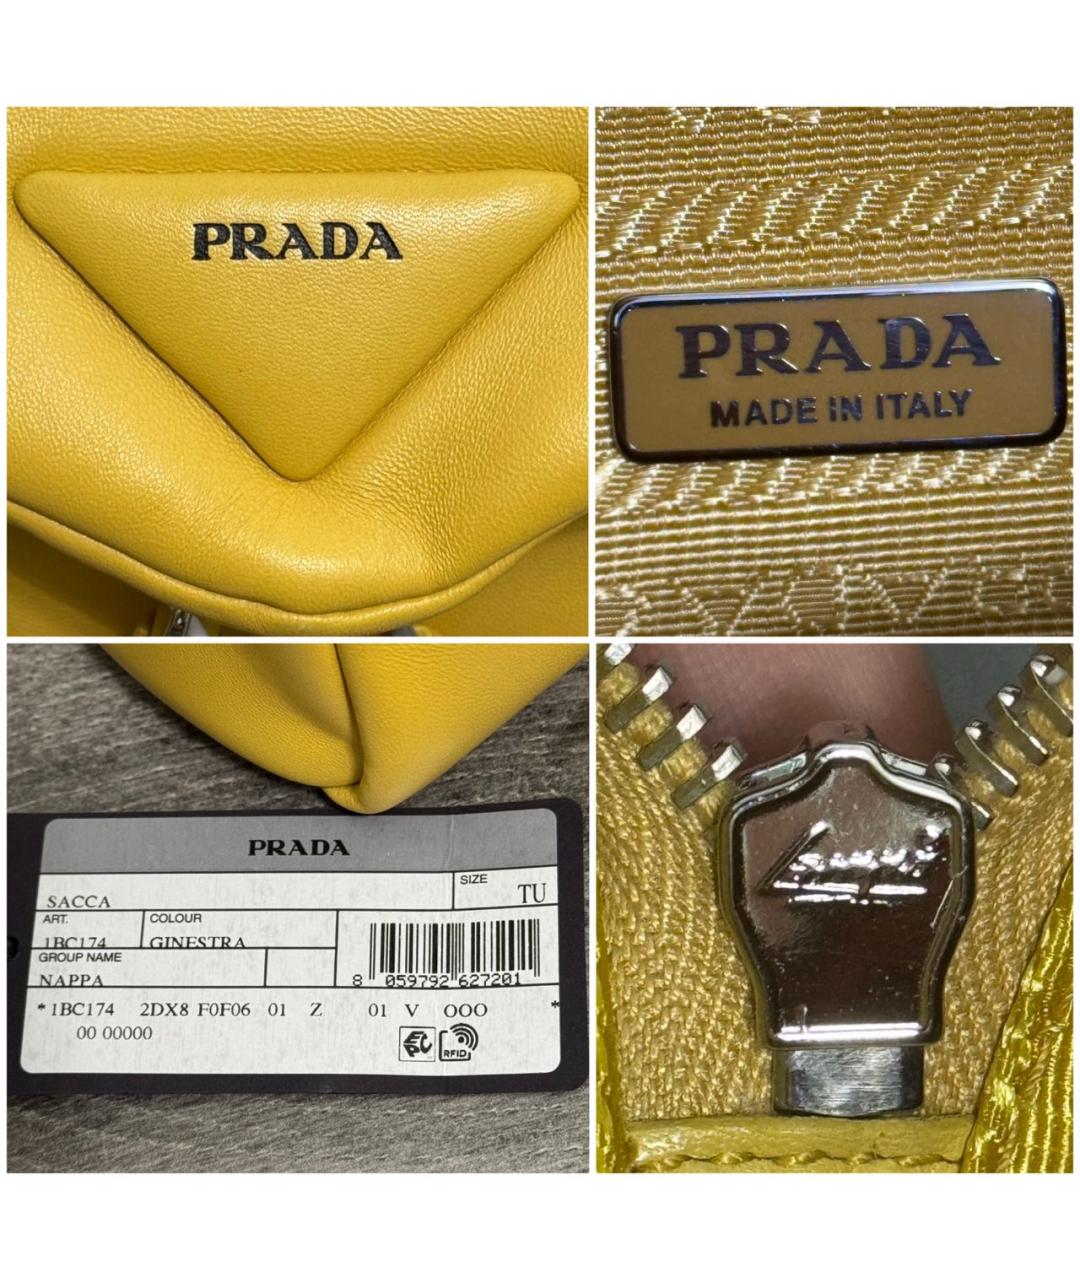 PRADA
PRADA
MADE IN ITALY
PRADA
SACCA
SIZE
TU
ART.
1BC174
COLOUR
GINESTRA
GROUP NAME
NAPPA
8 059792 627201
*1BC174 2DX8 F0F06 01 Z 01 V OOO *
00 00000
EPC
RFID